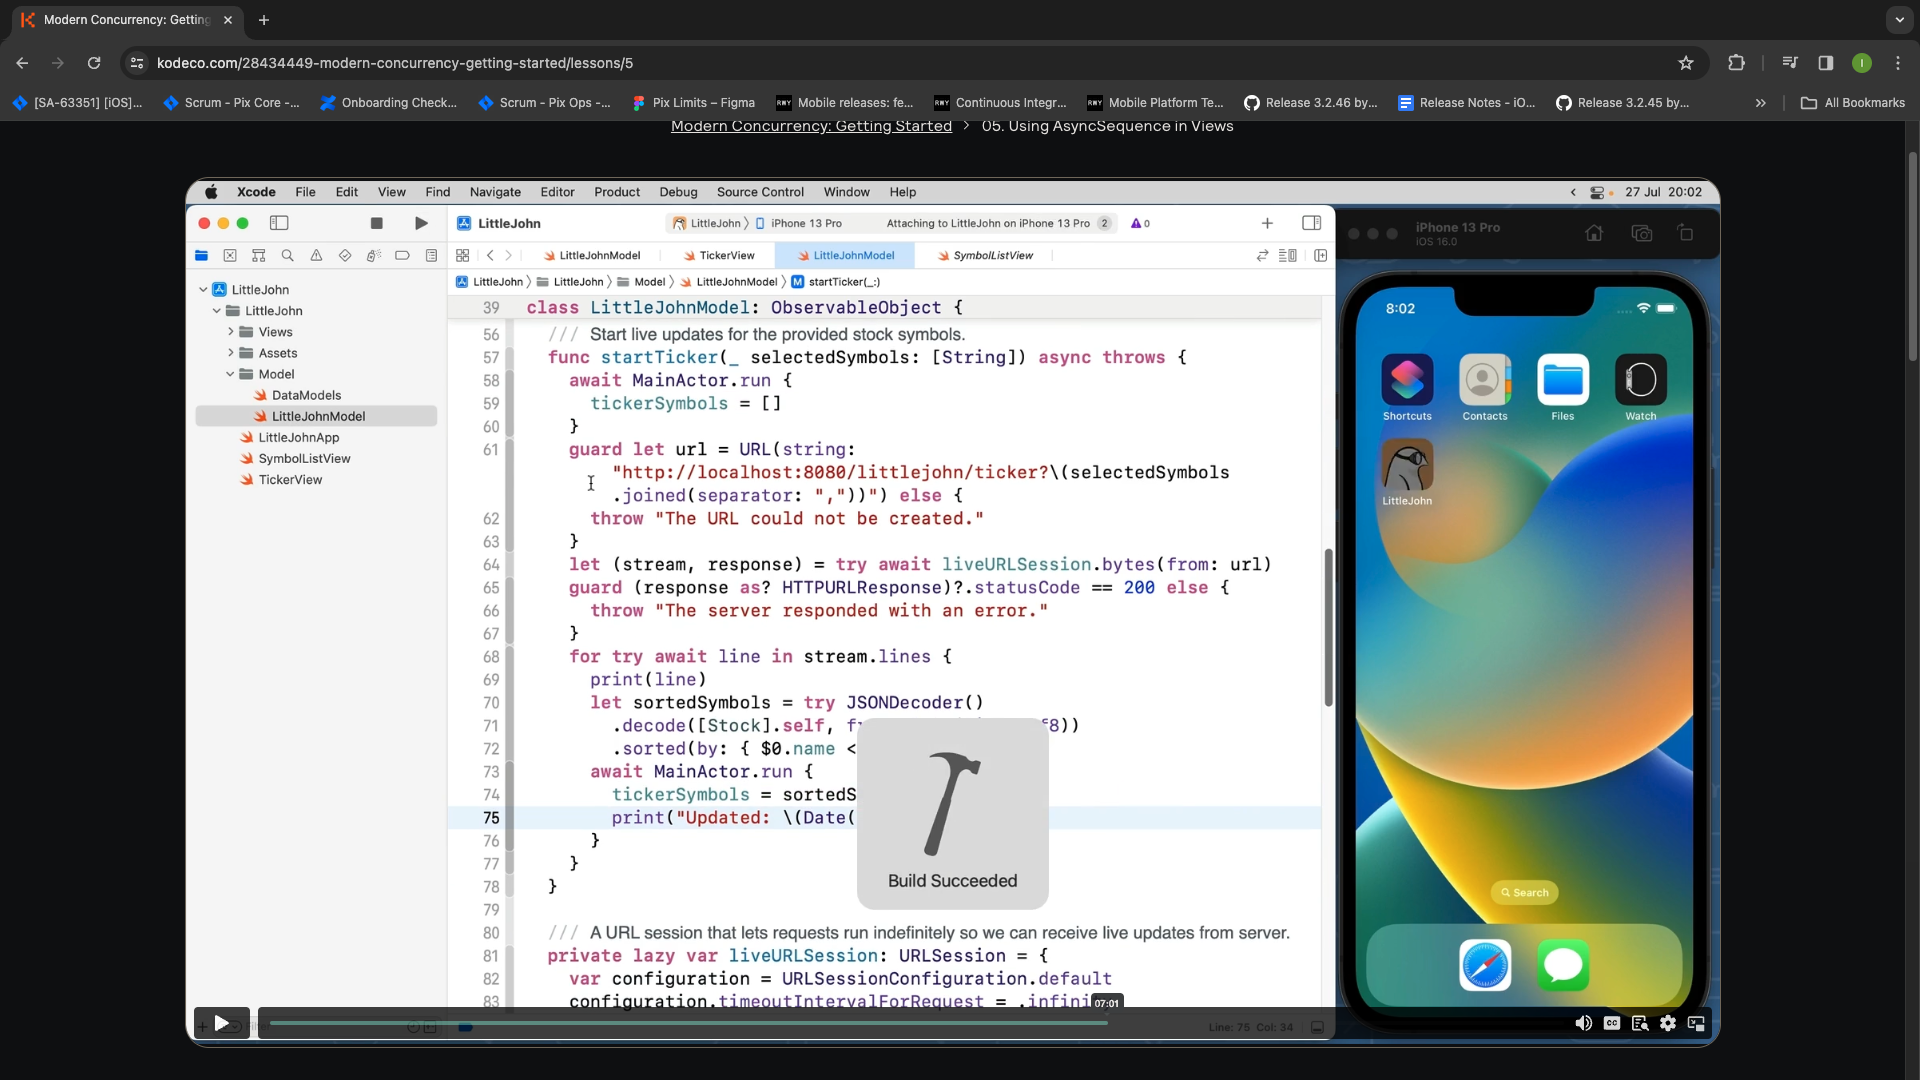 Modern Concurrency: Getting
kodeco.com/28434449-modern-concurrency-getting-started/lessons/5
[SA-63351] [iOS]...
Scrum - Pix Core -...
Onboarding Check...
Scrum - Pix Ops -...
Pix Limits – Figma
Mobile releases: fe...
Continuous Integr...
Mobile Platform Te...
Release 3.2.46 by...
Release Notes - iO...
Release 3.2.45 by...
»
All Bookmarks
Modern Concurrency: Getting Started > 05. Using AsyncSequence in Views
Xcode File Edit View Find Navigate Editor Product Debug Source Control Window Help
27 Jul 20:02
LittleJohn
LittleJohn
iPhone 13 Pro
Attaching to LittleJohn on iPhone 13 Pro 2
0
LittleJohnModel
TickerView
LittleJohnModel
SymbolListView
LittleJohn
LittleJohn
Model
LittleJohnModel
M startTicker(_:)
LittleJohn
LittleJohn
Views
Assets
Model
DataModels
LittleJohnModel
LittleJohnApp
SymbolListView
TickerView
39 class LittleJohnModel: ObservableObject {
56 /// Start live updates for the provided stock symbols.
57 func startTicker(_ selectedSymbols: [String]) async throws {
58 await MainActor.run {
59 tickerSymbols = []
60 }
61 guard let url = URL(string:
"http://localhost:8080/littlejohn/ticker?\(selectedSymbols
.joined(separator: ","))") else {
62 throw "The URL could not be created."
63 }
64 let (stream, response) = try await liveURLSession.bytes(from: url)
65 guard (response as? HTTPURLResponse)?.statusCode == 200 else {
66 throw "The server responded with an error."
67 }
68 for try await line in stream.lines {
69 print(line)
70 let sortedSymbols = try JSONDecoder()
71 .decode([Stock].self, f f8))
72 .sorted(by: { $0.name <
73 await MainActor.run {
74 tickerSymbols = sortedS
75 print("Updated: \(Date(
76 }
77 }
78 }
79
80 /// A URL session that lets requests run indefinitely so we can receive live updates from server.
81 private lazy var liveURLSession: URLSession = {
82 var configuration = URLSessionConfiguration.default
83 configuration.timeoutIntervalForRequest = .infini
Build Succeeded
07:01
Filter
Line: 75 Col: 34
CC
iPhone 13 Pro
iOS 16.0
8:02
Shortcuts
Contacts
Files
Watch
LittleJohn
Search